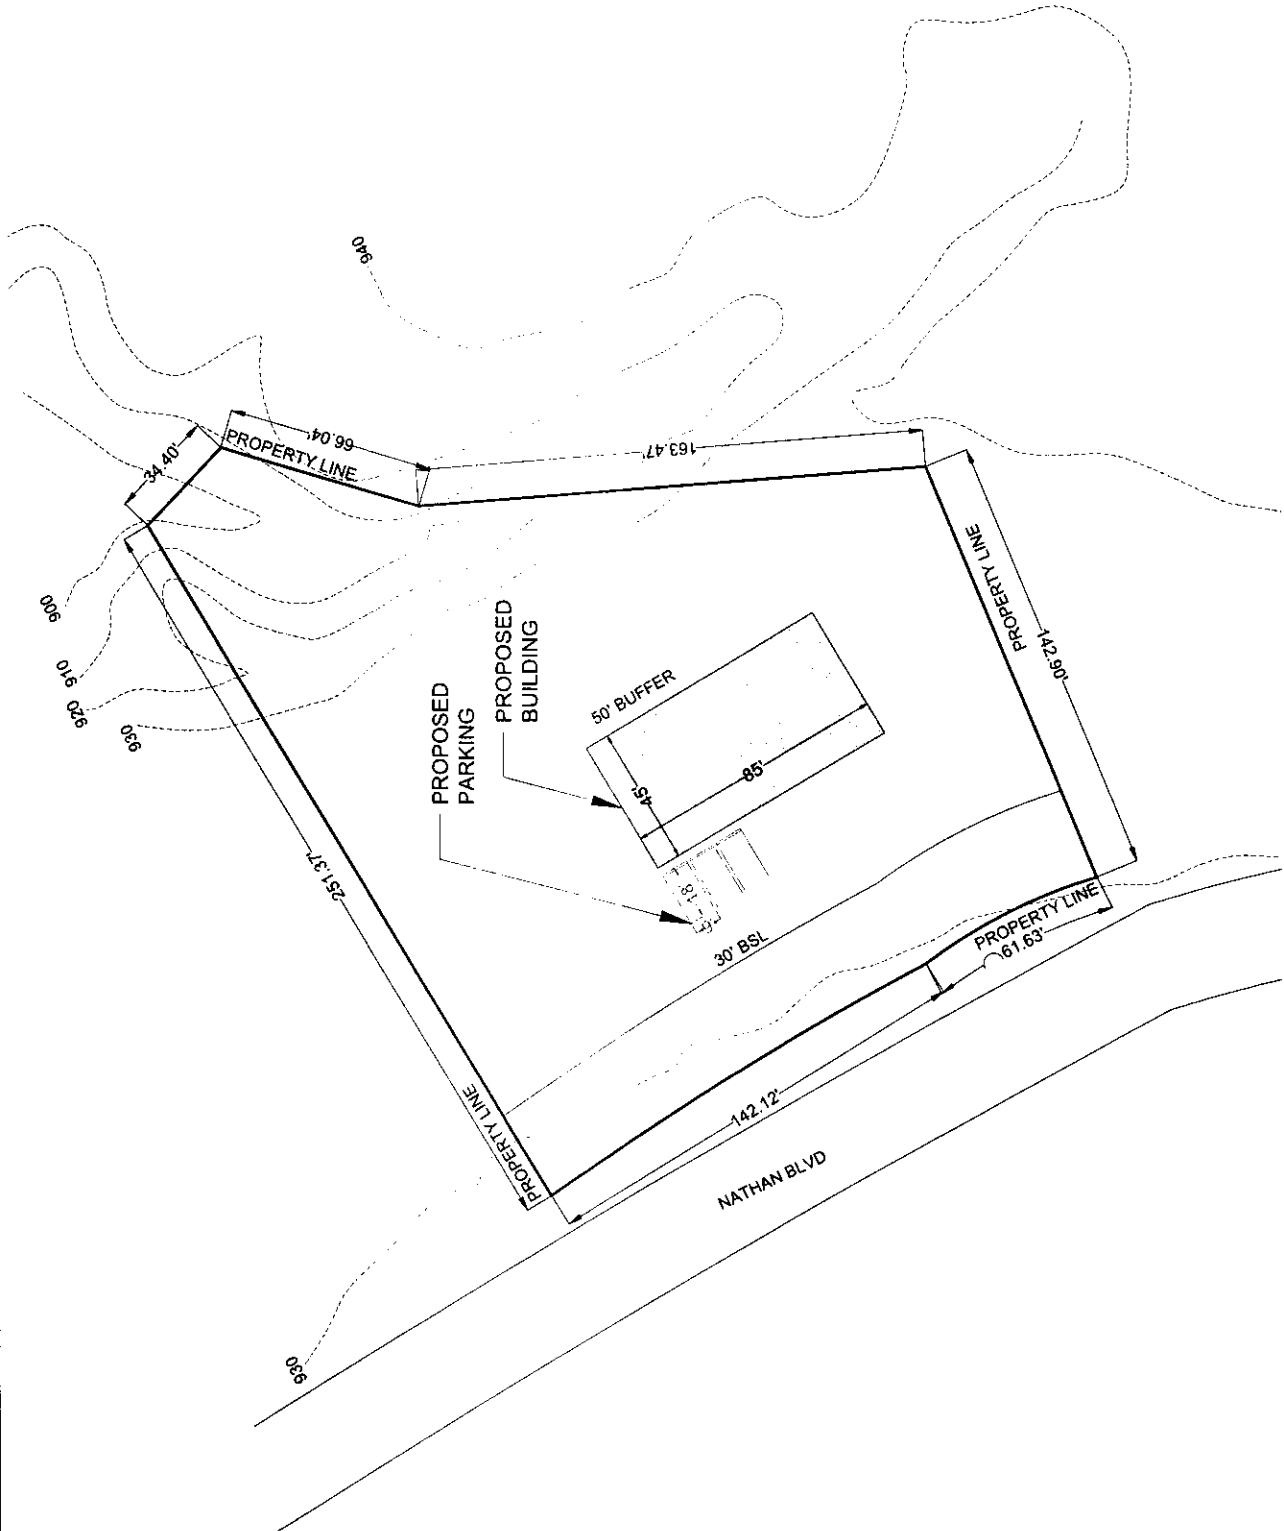 940
34.40'
PROPERTY LINE
66.04'
163.47'
900
910
920
930
PROPOSED
BUILDING
PROPOSED
PARKING
50' BUFFER
45'
85'
18
9
PROPERTY LINE
142.90'
251.37'
30' BSL
PROPERTY LINE
61.63'
PROPERTY LINE
142.12'
NATHAN BLVD
930